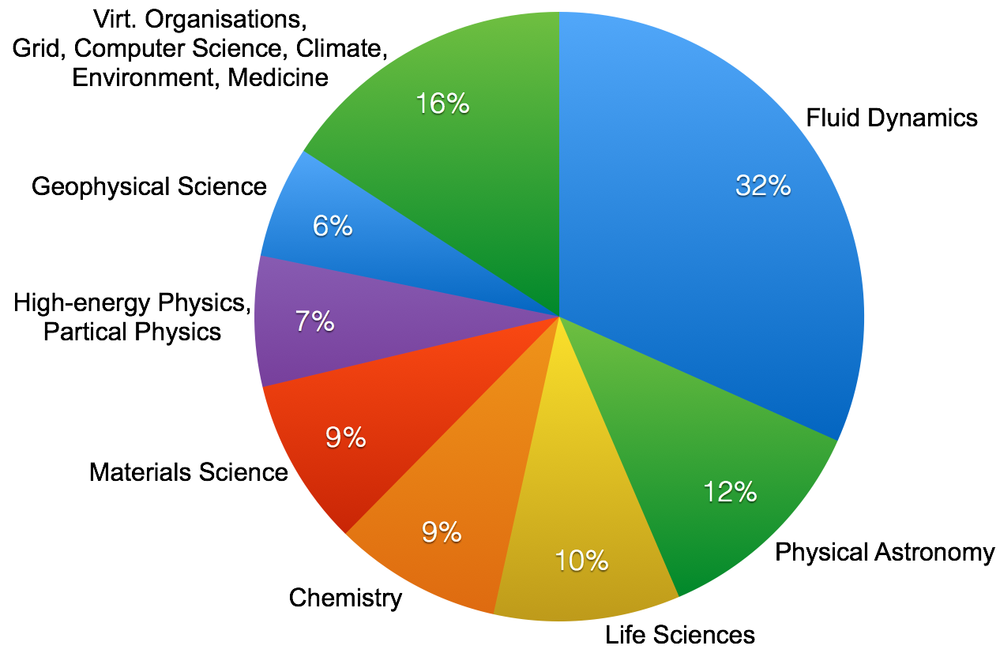 Virt. Organisations,
Grid, Computer Science, Climate,
Environment, Medicine
16%
Fluid Dynamics
32%
Geophysical Science
6%
High-energy Physics,
Partical Physics
7%
Materials Science
9%
Chemistry
9%
10%
Life Sciences
12%
Physical Astronomy